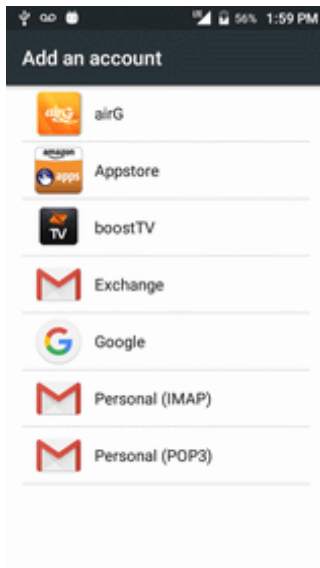 56% 1:59 PM
Add an account
airG
airG
amazon
apps
Appstore
TV
boostTV
Exchange
Google
Personal (IMAP)
Personal (POP3)